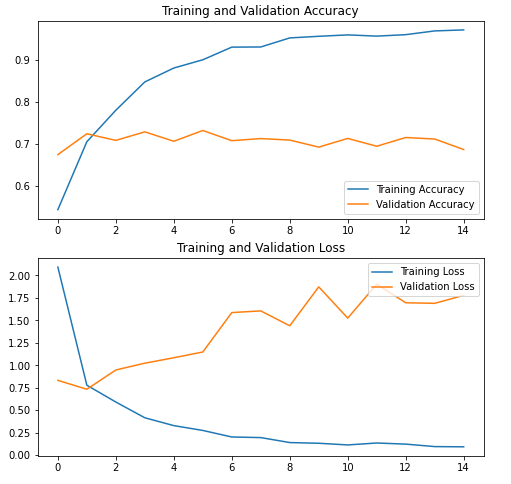 Training and Validation Accuracy
0.9
0.8
0.7
0.6
Training Accuracy
Validation Accuracy
0 2 4 6 8 10 12 14
Training and Validation Loss
2.00
1.75
1.50
1.25
1.00
0.75
0.50
0.25
0.00
Training Loss
Validation Loss
0 2 4 6 8 10 12 14